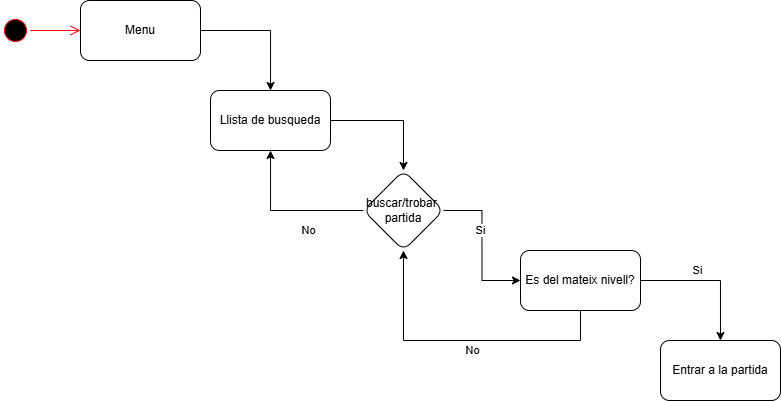 Menu
Llista de busqueda
buscar/trobar
partida
No
Si
Es del mateix nivell?
Si
No
Entrar a la partida